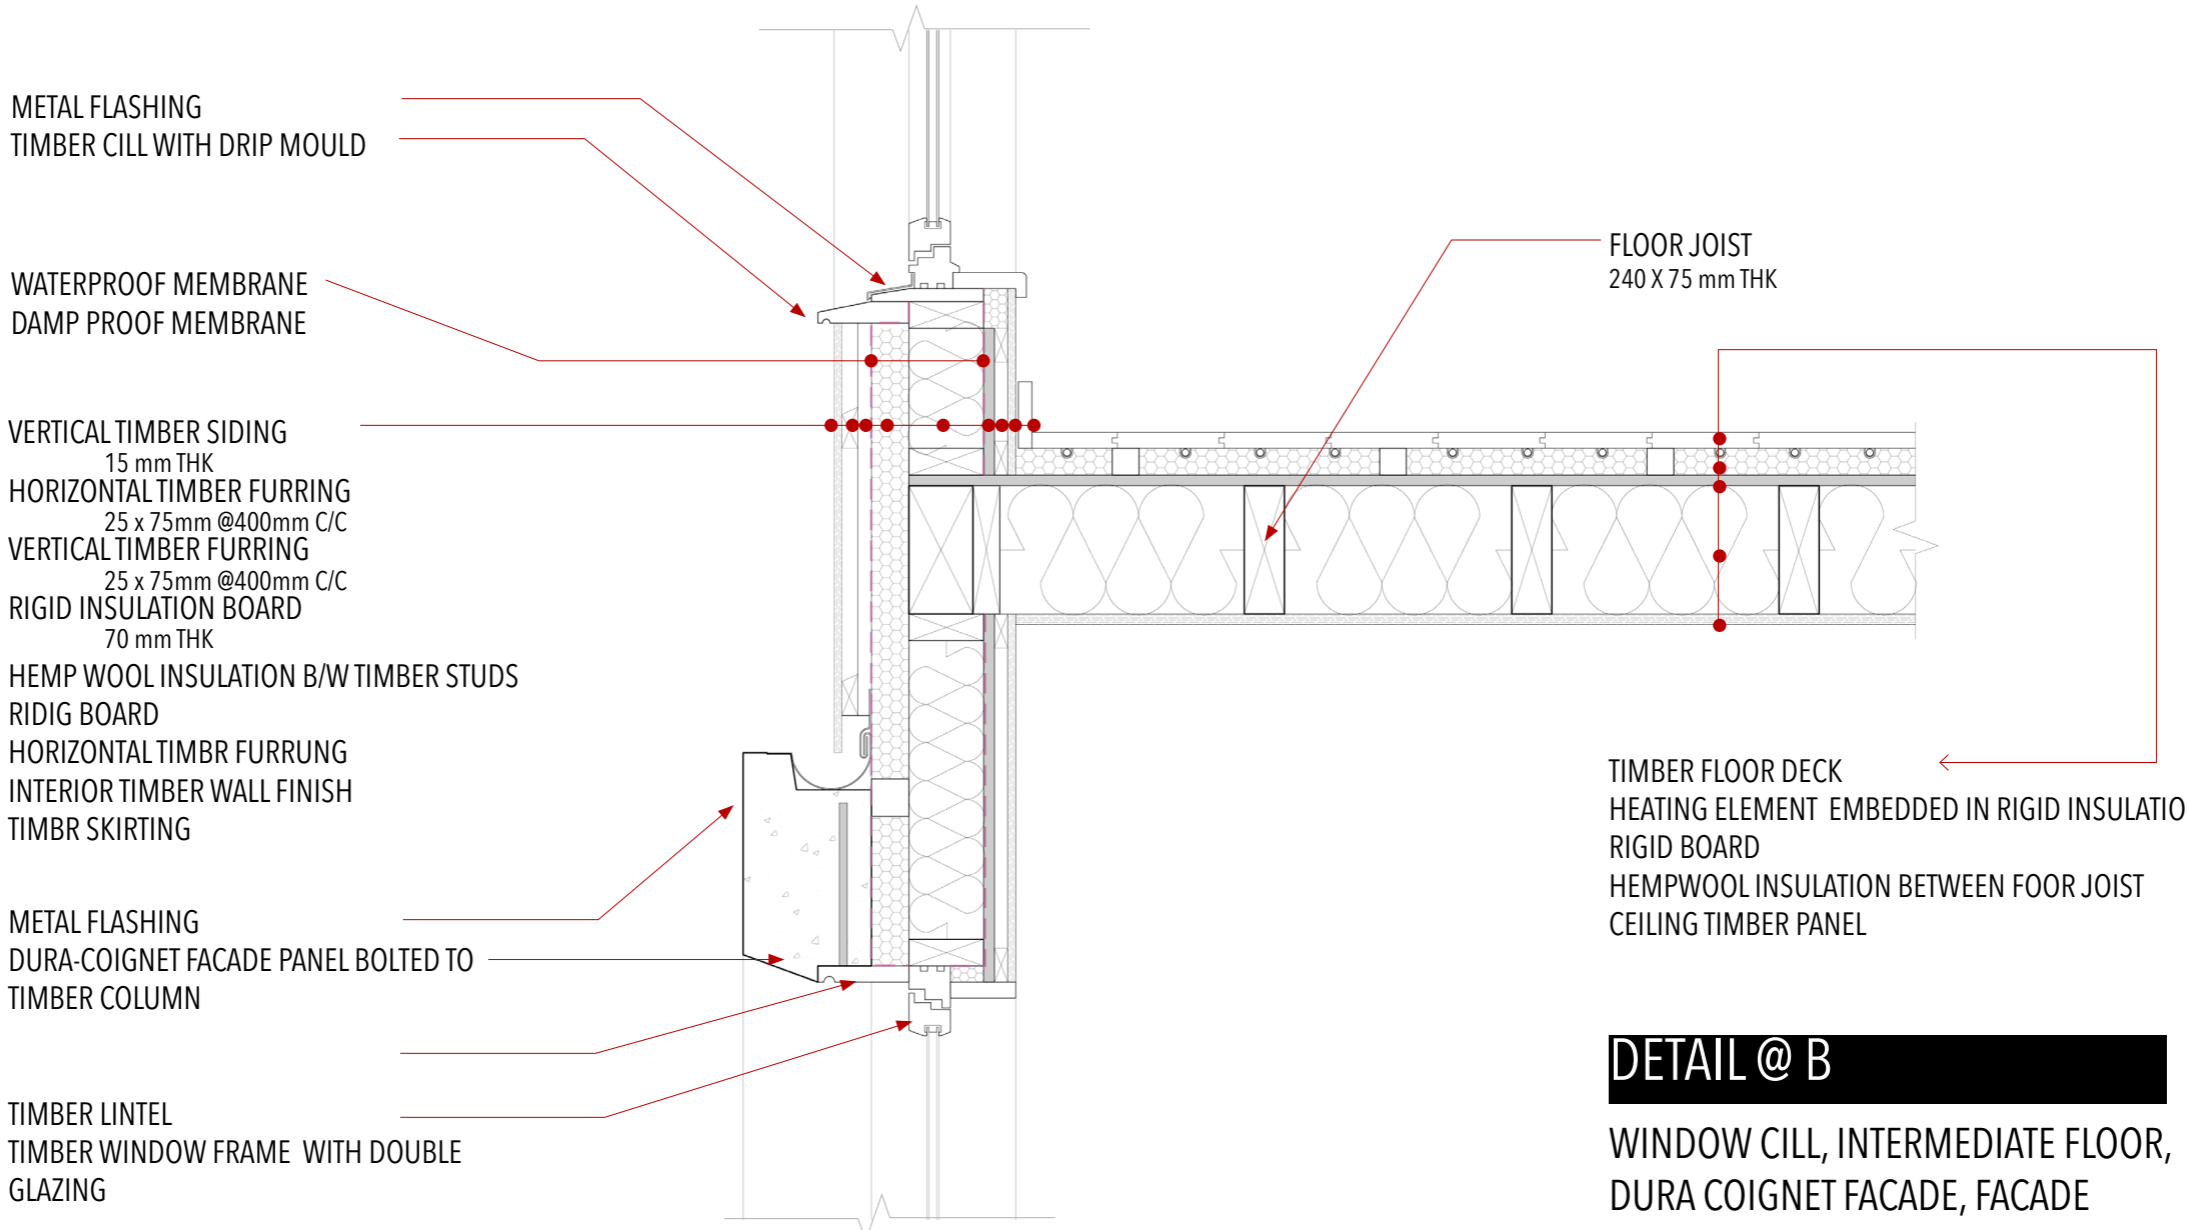 METAL FLASHING
TIMBER CILL WITH DRIP MOULD
WATERPROOF MEMBRANE
DAMP PROOF MEMBRANE
VERTICAL TIMBER SIDING
15 mm THK
HORIZONTAL TIMBER FURRING
25 x 75mm @400mm C/C
VERTICAL TIMBER FURRING
25 x 75mm @400mm C/C
RIGID INSULATION BOARD
70 mm THK
HEMP WOOL INSULATION B/W TIMBER STUDS
RIDIG BOARD
HORIZONTAL TIMBR FURRUNG
INTERIOR TIMBER WALL FINISH
TIMBR SKIRTING
METAL FLASHING
DURA-COIGNET FACADE PANEL BOLTED TO
TIMBER COLUMN
TIMBER LINTEL
TIMBER WINDOW FRAME WITH DOUBLE
GLAZING
FLOOR JOIST
240 X 75 mm THK
TIMBER FLOOR DECK
HEATING ELEMENT EMBEDDED IN RIGID INSULATIO
RIGID BOARD
HEMPWOOL INSULATION BETWEEN FOOR JOIST
CEILING TIMBER PANEL
DETAIL @ B
WINDOW CILL, INTERMEDIATE FLOOR,
DURA COIGNET FACADE, FACADE